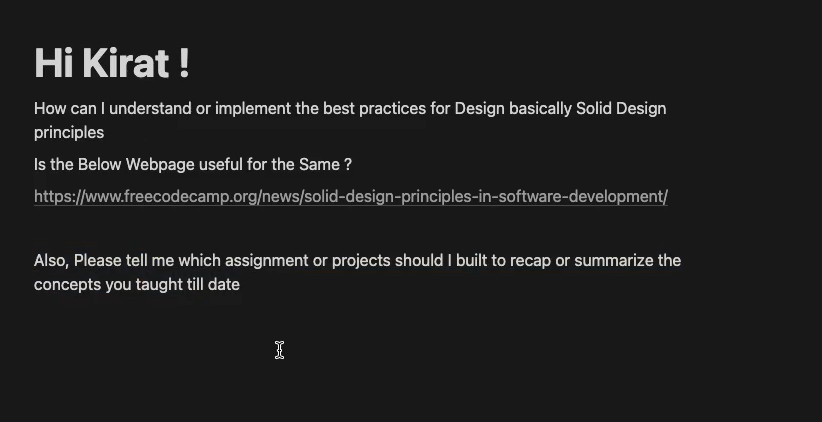 Hi Kirat !
How can I understand or implement the best practices for Design basically Solid Design
principles
Is the Below Webpage useful for the Same ?
https://www.freecodecamp.org/news/solid-design-principles-in-software-development/
Also, Please tell me which assignment or projects should I built to recap or summarize the
concepts you taught till date